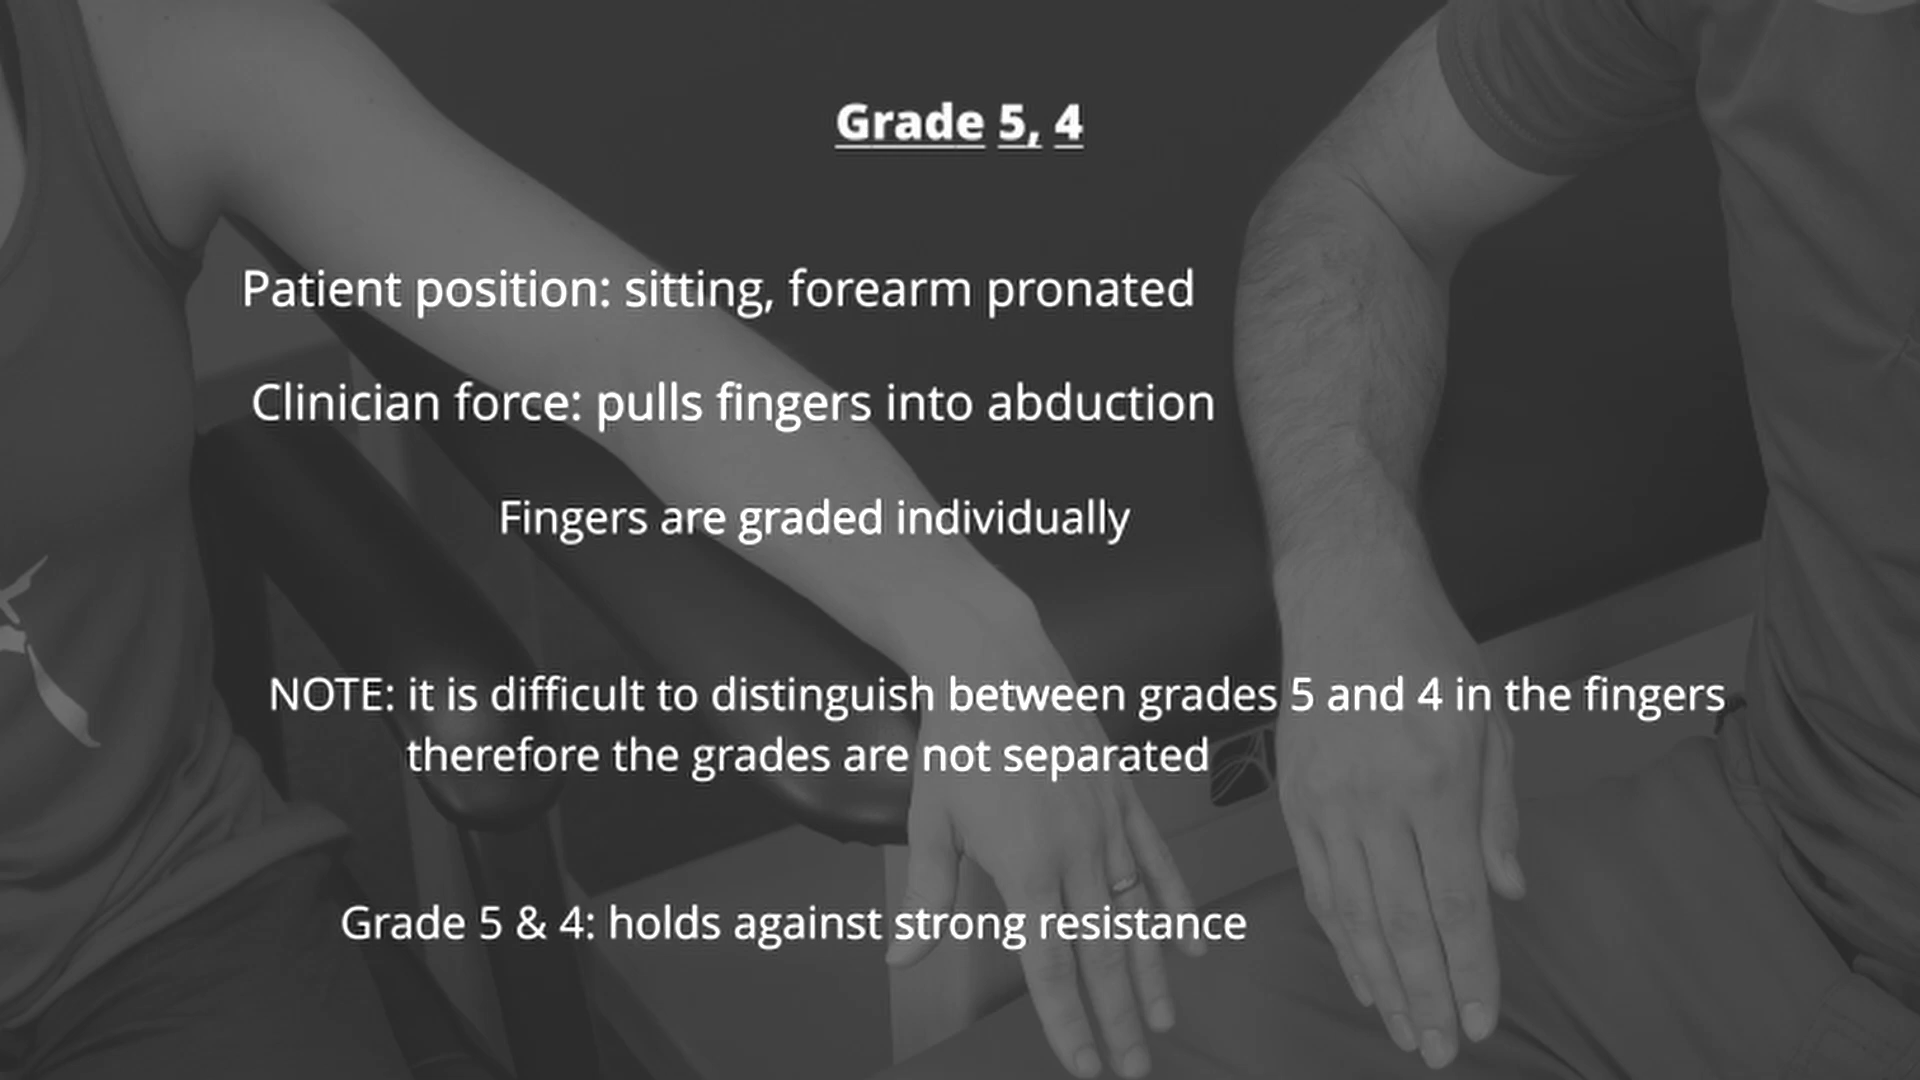 Grade 5, 4
Patient position: sitting, forearm pronated
Clinician force: pulls fingers into abduction
Fingers are graded individually
NOTE: it is difficult to distinguish between grades 5 and 4 in the fingers
therefore the grades are not separated
Grade 5 & 4: holds against strong resistance